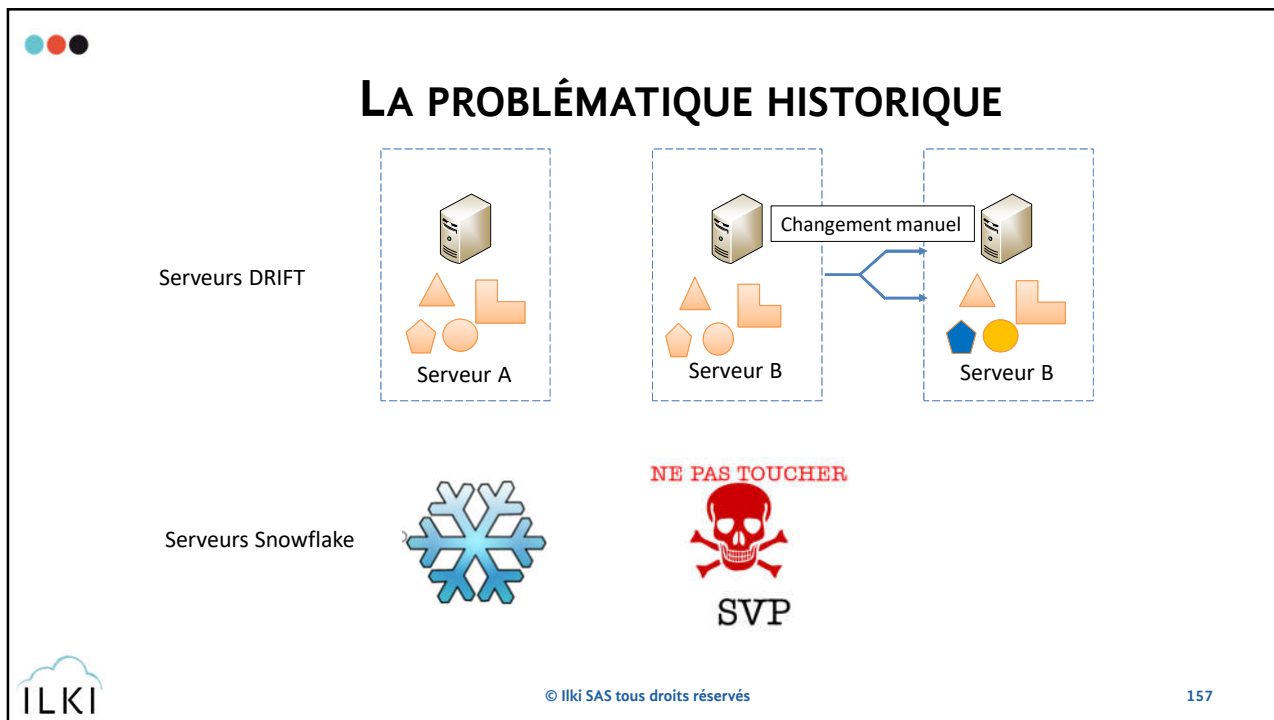 LA PROBLÉMATIQUE HISTORIQUE
Changement manuel
Serveurs DRIFT
Serveur A
Serveur B
Serveur B
NE PAS TOUCHER
Serveurs Snowflake
SVP
ILKI
© Ilki SAS tous droits réservés
157